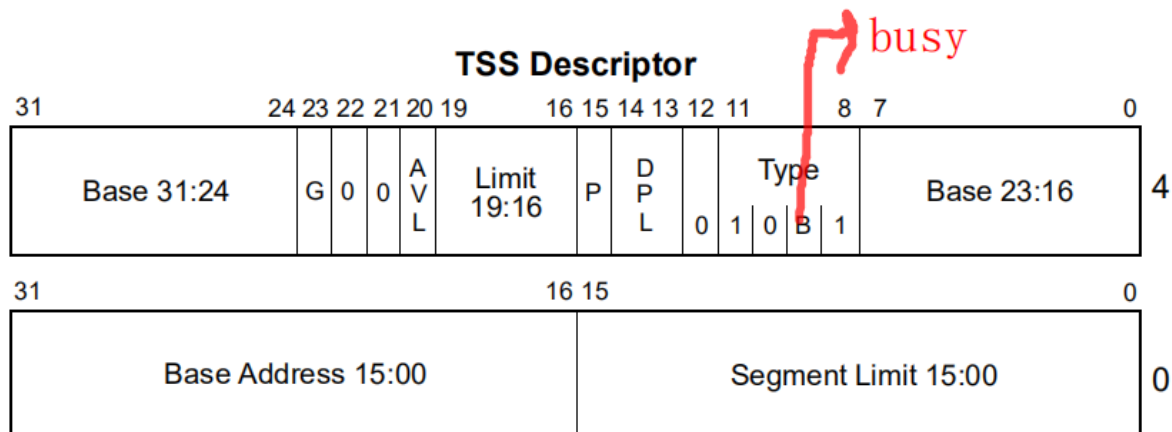 busy
TSS Descriptor
31 24 23 22 21 20 19 16 15 14 13 12 11 8 7 0
Base 31:24 G 0 0 AVL Limit 19:16 P DPL 0 Type 1 0 B 1 Base 23:16 4
31 16 15 0
Base Address 15:00 Segment Limit 15:00 0